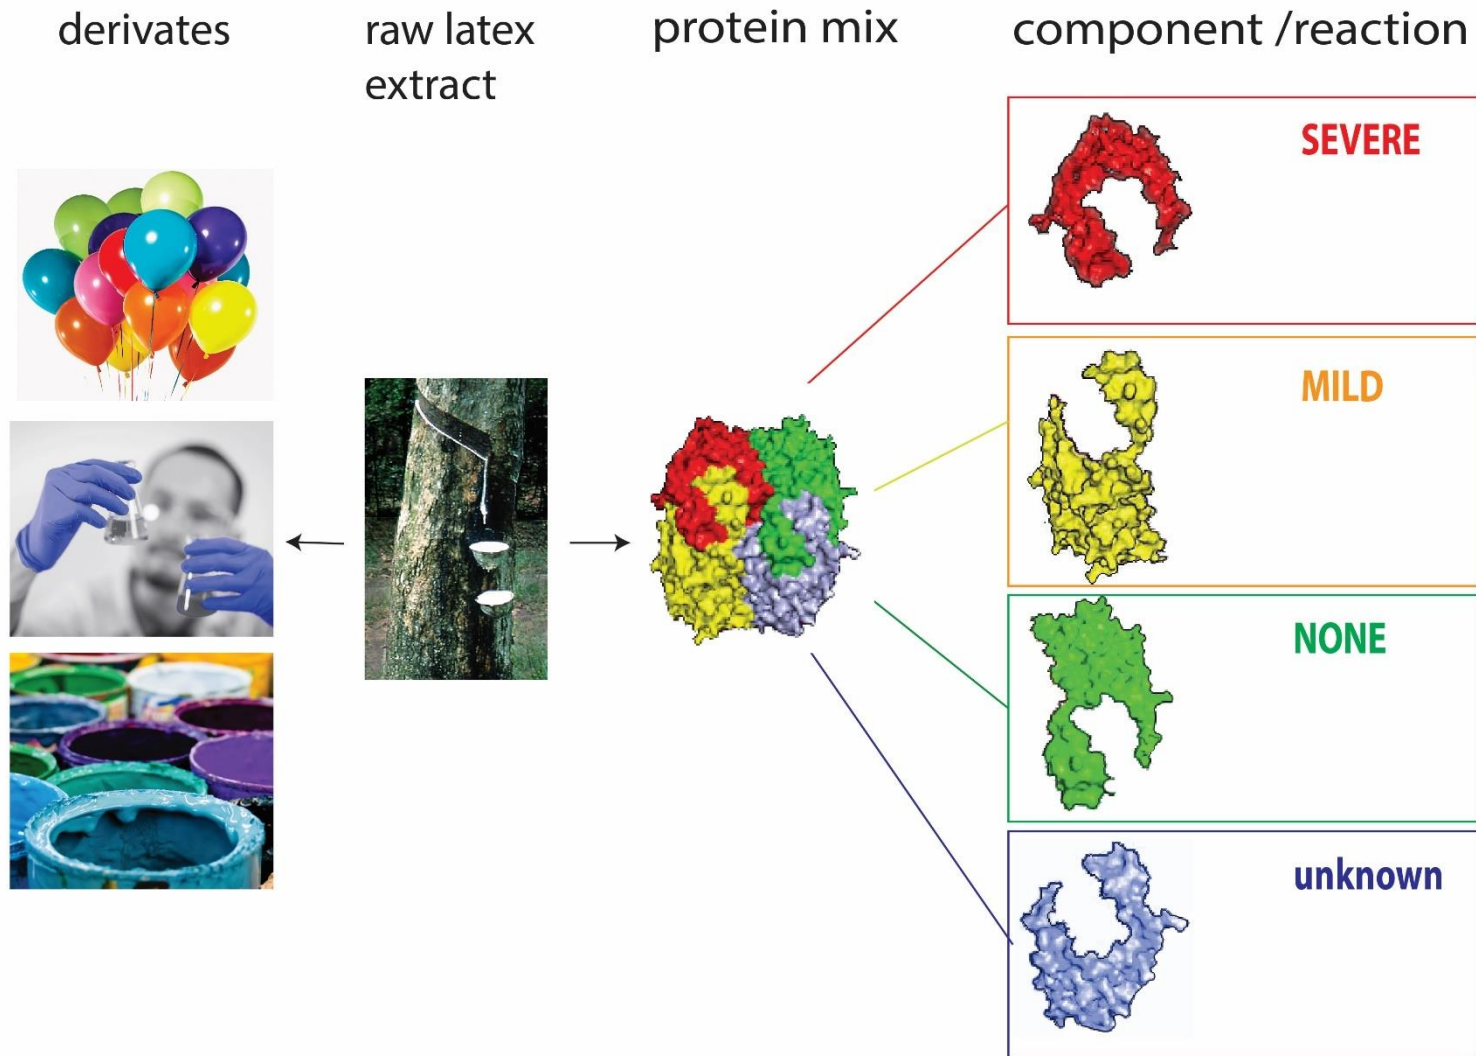 derivates
raw latex
extract
protein mix
component /reaction
SEVERE
MILD
NONE
unknown